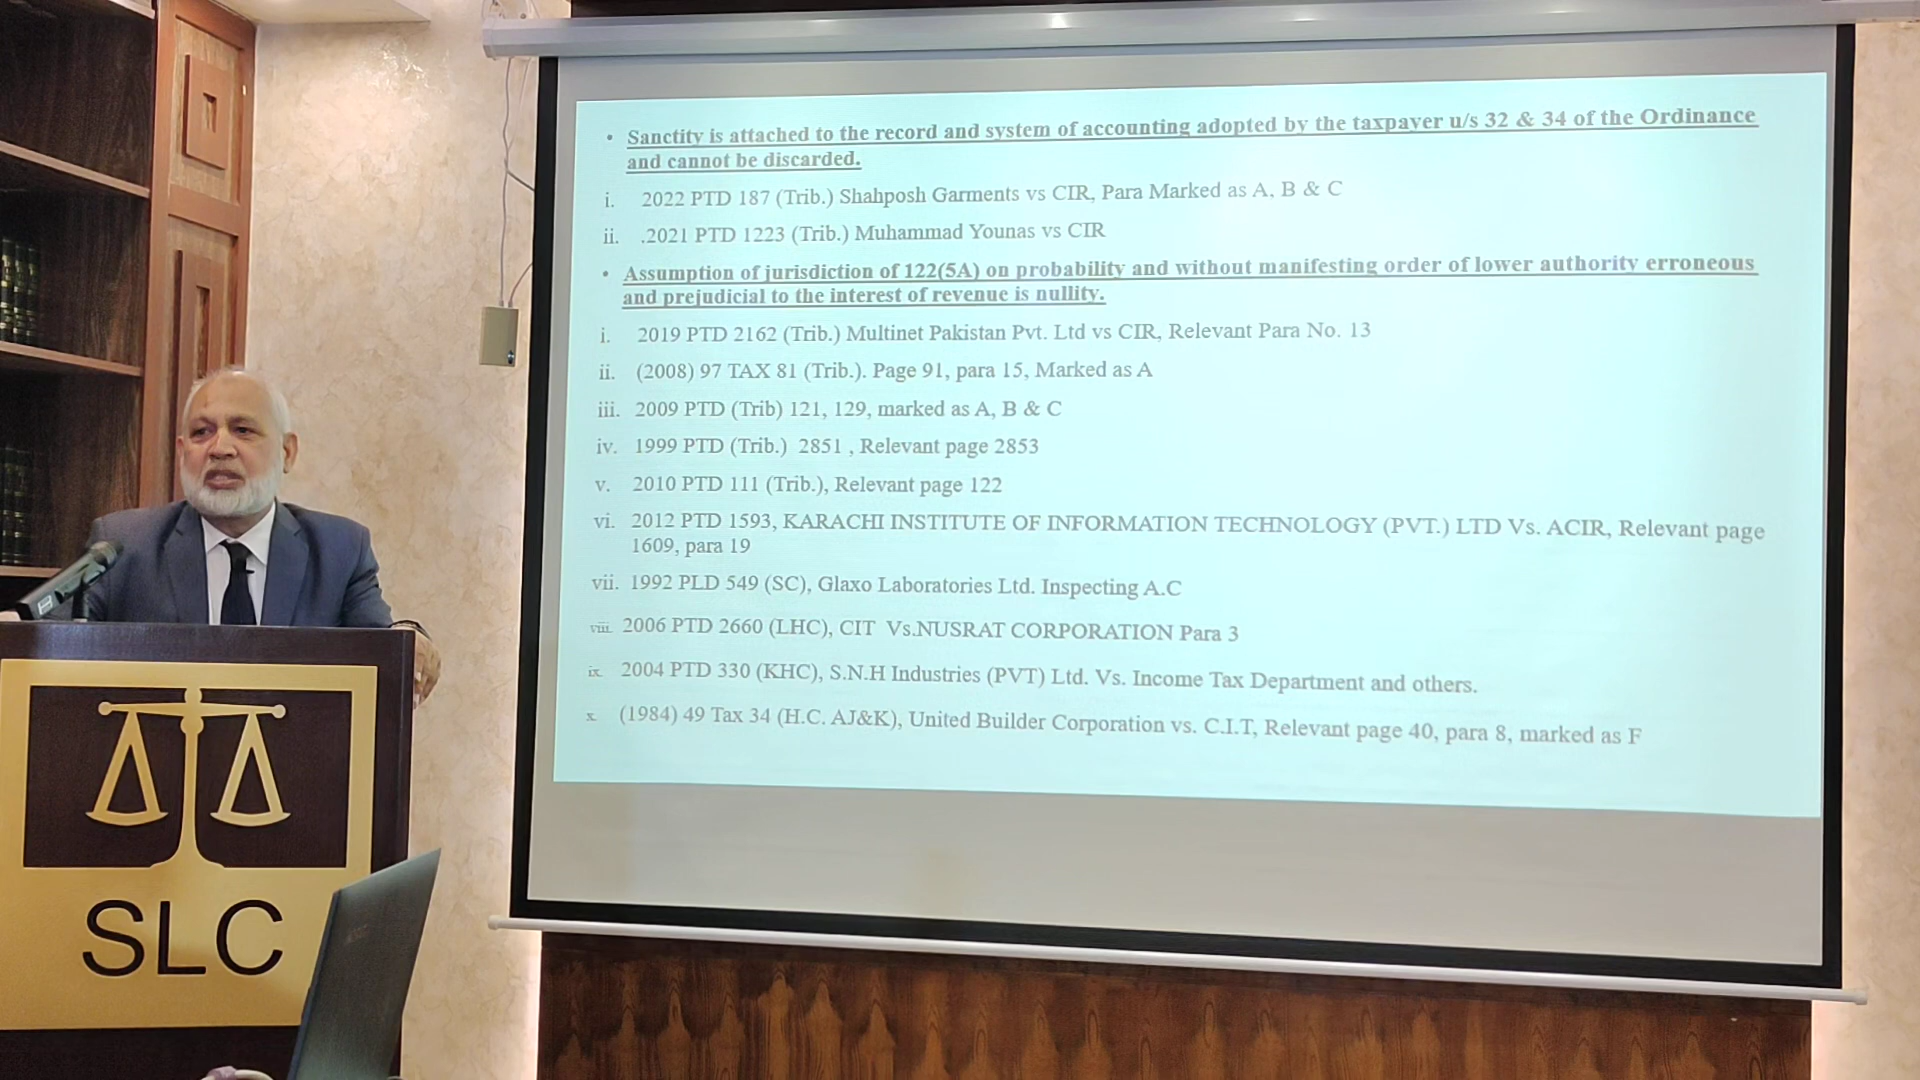 • Sanctity is attached to the record and system of accounting adopted by the taxpayer u/s 32 & 34 of the Ordinance
and cannot be discarded.
i. 2022 PTD 187 (Trib.) Shahposh Garments vs CIR, Para Marked as A, B & C
ii. .2021 PTD 1223 (Trib.) Muhammad Younas vs CIR
• Assumption of jurisdiction of 122(5A) on probability and without manifesting order of lower authority erroneous
and prejudicial to the interest of revenue is nullity.
i. 2019 PTD 2162 (Trib.) Multinet Pakistan Pvt. Ltd vs CIR, Relevant Para No. 13
ii. (2008) 97 TAX 81 (Trib.). Page 91, para 15, Marked as A
iii. 2009 PTD (Trib) 121, 129, marked as A, B & C
iv. 1999 PTD (Trib.) 2851 , Relevant page 2853
v. 2010 PTD 111 (Trib.), Relevant page 122
vi. 2012 PTD 1593, KARACHI INSTITUTE OF INFORMATION TECHNOLOGY (PVT.) LTD Vs. ACIR, Relevant page
1609, para 19
vii. 1992 PLD 549 (SC), Glaxo Laboratories Ltd. Inspecting A.C
viii. 2006 PTD 2660 (LHC), CIT Vs.NUSRAT CORPORATION Para 3
ix. 2004 PTD 330 (KHC), S.N.H Industries (PVT) Ltd. Vs. Income Tax Department and others.
x. (1984) 49 Tax 34 (H.C. AJ&K), United Builder Corporation vs. C.I.T, Relevant page 40, para 8, marked as F
SLC